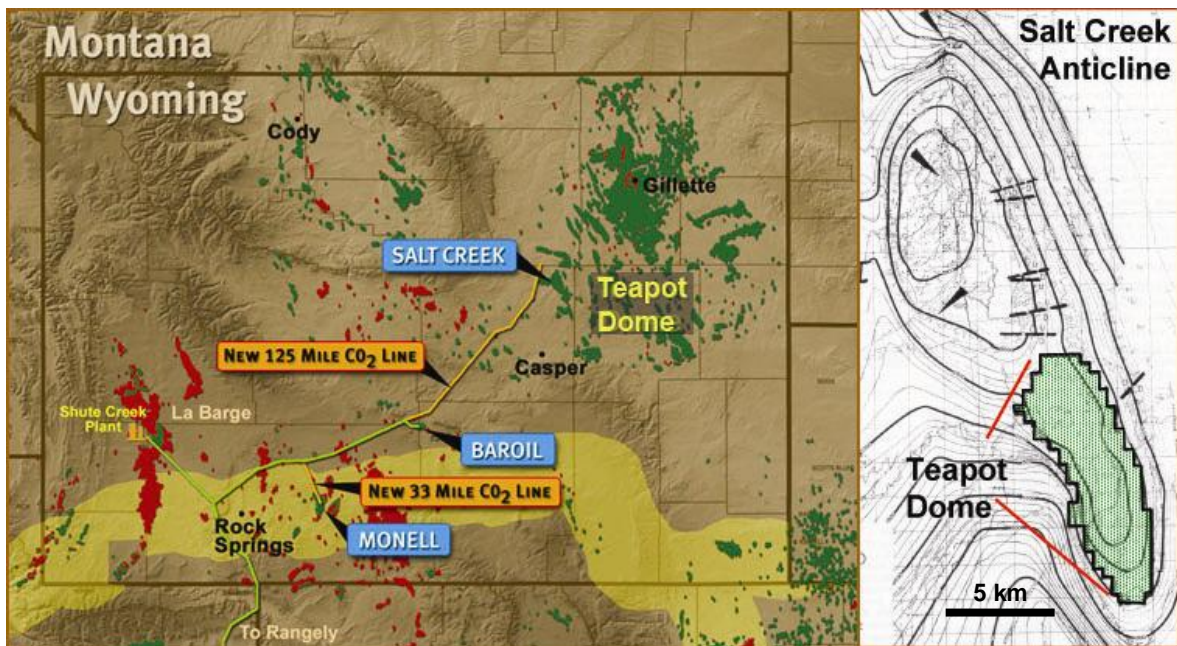 Montana
Wyoming
Cody
Gillette
SALT CREEK
Teapot
Dome
NEW 125 MILE CO₂ LINE
Casper
Shute Creek
Plant
La Barge
BAROIL
NEW 33 MILE CO₂ LINE
Rock
Springs
MONELL
To Rangely
Salt Creek
Anticline
Teapot
Dome
5 km